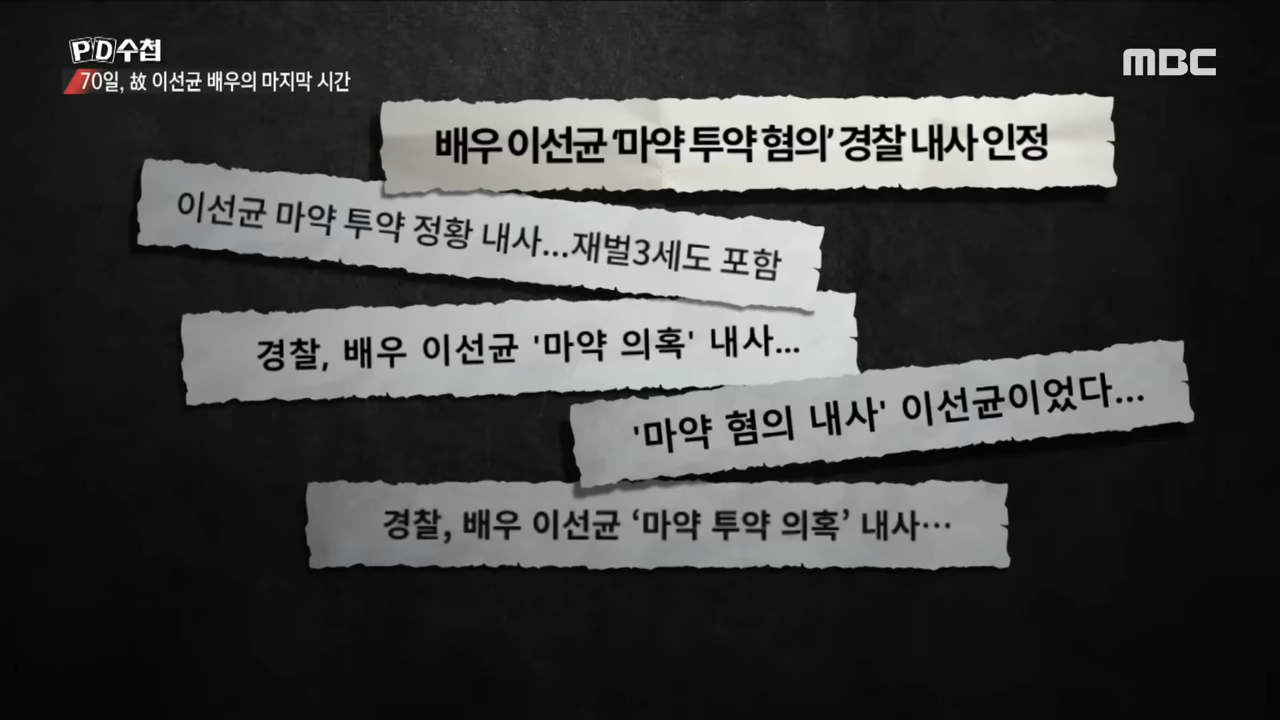 PD수첩
70일, 故 이선균 배우의 마지막 시간
MBC
배우 이선균 ‘마약 투약 혐의’ 경찰 내사 인정
이선균 마약 투약 정황 내사...재벌3세도 포함
경찰, 배우 이선균 '마약 의혹' 내사...
'마약 혐의 내사' 이선균이었다...
경찰, 배우 이선균 ‘마약 투약 의혹’ 내사…